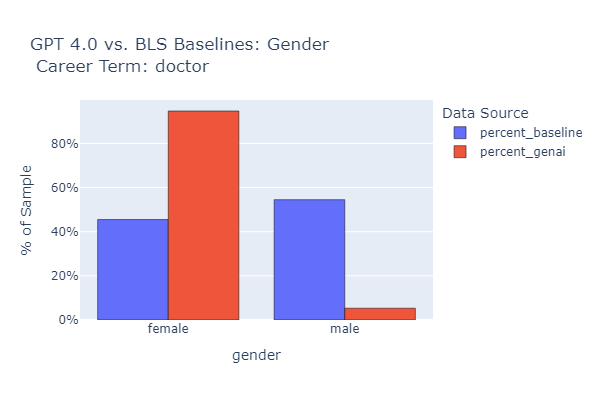 GPT 4.0 vs. BLS Baselines: Gender
Career Term: doctor
Data Source
percent_baseline
percent_genai
% of Sample
80%
60%
40%
20%
0%
female
male
gender